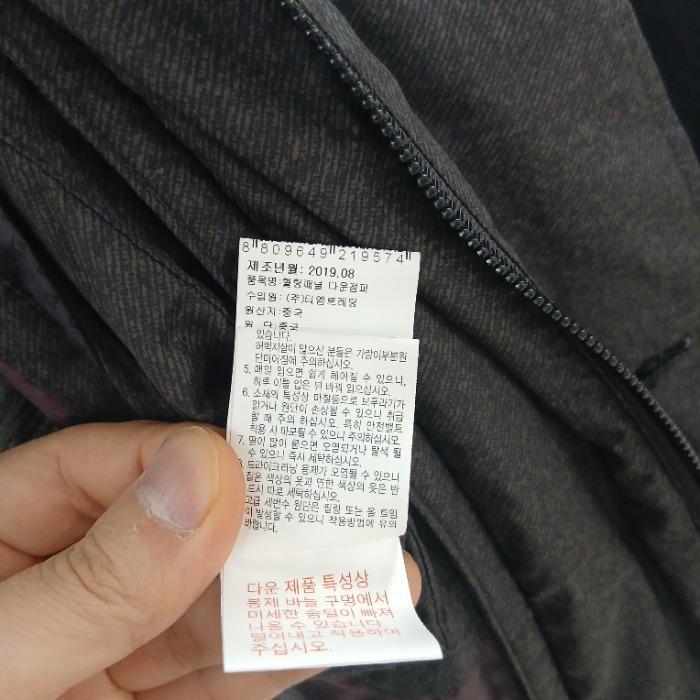 8 809649 219574
제조년월: 2019.08
품목명:헬링패널 다운점퍼
수입원: (주)티엠트레딩
원산지:중국
원 단:중국
있습니다.
허벅지살이 많으신 분들은 가랑이부분원
단미어짐에 주의하십시오.
5. 매일 입으면 쉽게 헤어질 수 있으니,
하루 이틀 입은 뒤 바꿔 입으십시오.
6. 소재의 특성상 마찰등으로 보푸라기가
일거나 원단이 손상될 수 있으니 취급
할 때 주의 하십시오. 특히 안전밸트
착용 시 마모될 수 있으니 주의하십시오.
7. 땀이 많이 묻으면 오염되거나 탈색 될
수 있으니 즉시 세탁하십시오.
8. 드라이크리닝 용제가 오염될 수 있으니
짙은 색상의 옷과 연한 색상의 옷은 반
드시 따로 세탁하십시오.
고급 세번수 원단은 필링 또는 올 트임
이 발생할 수 있으니 착용방법에 유의
바랍니다.
다운 제품 특성상
봉제 바늘 구멍에서
미세한 솜털이 빠져
나올 수 있습니다
털어내고 착용하여
주십시오.